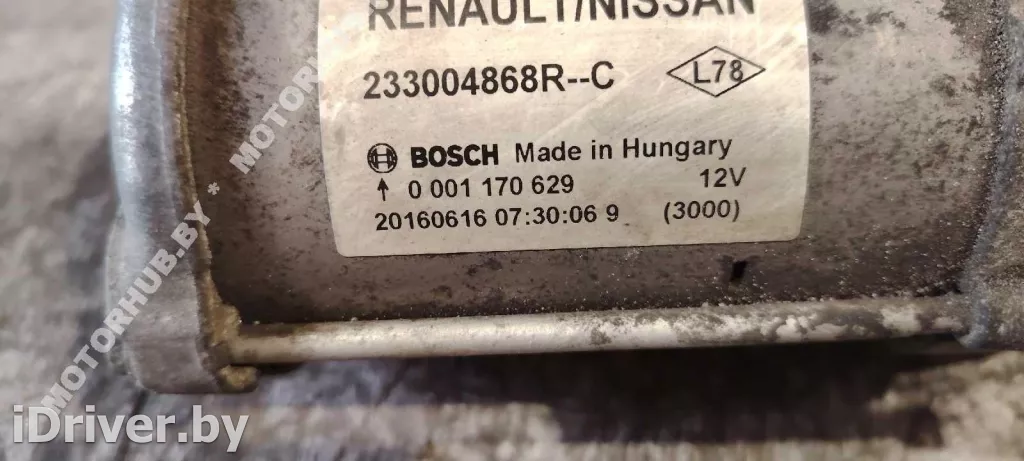 RENAULT/NISSAN
233004868R--C L78
BOSCH Made in Hungary
↑ 0 001 170 629 12V
20160616 07:30:06 9 (3000)
MOTORHUB.BY * MOTORHUB
iDriver.by